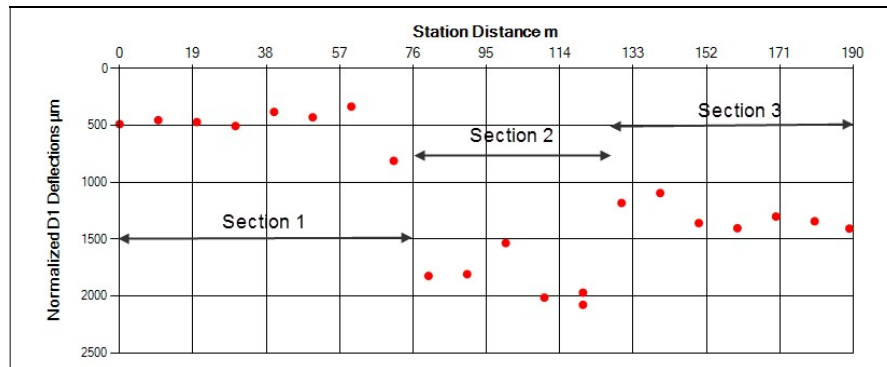 Station Distance m
0 19 38 57 76 95 114 133 152 171 190
Normalized D1 Deflections µm
0
500
1000
1500
2000
2500
Section 3
Section 2
Section 1